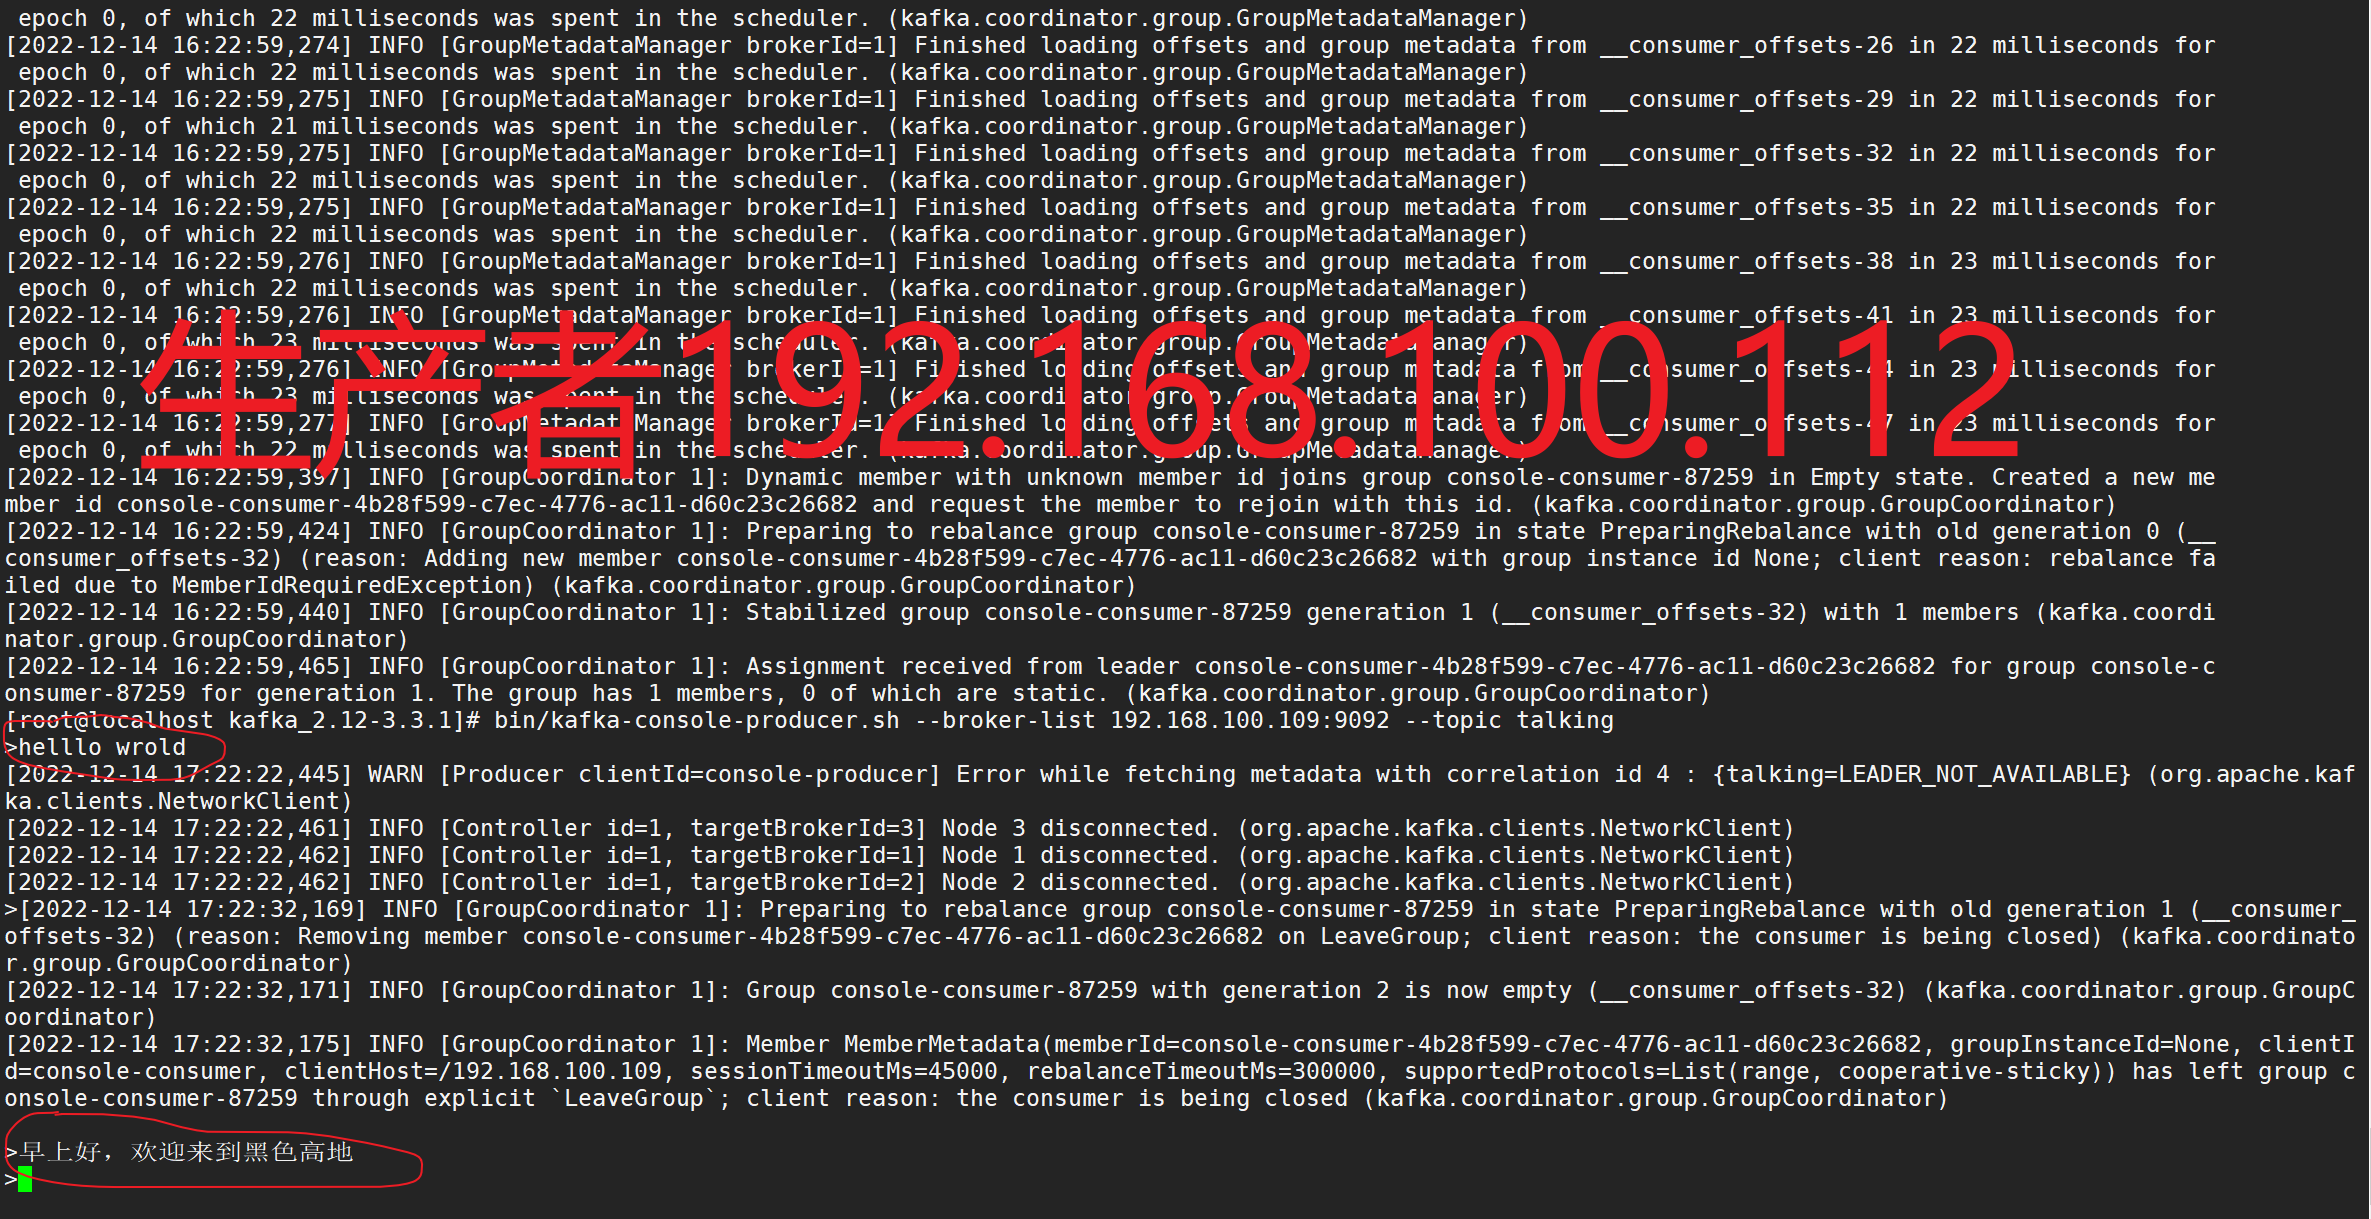 epoch 0, of which 22 milliseconds was spent in the scheduler. (kafka.coordinator.group.GroupMetadataManager)
[2022-12-14 16:22:59,274] INFO [GroupMetadataManager brokerId=1] Finished loading offsets and group metadata from __consumer_offsets-26 in 22 milliseconds for
epoch 0, of which 22 milliseconds was spent in the scheduler. (kafka.coordinator.group.GroupMetadataManager)
[2022-12-14 16:22:59,275] INFO [GroupMetadataManager brokerId=1] Finished loading offsets and group metadata from __consumer_offsets-29 in 22 milliseconds for
epoch 0, of which 21 milliseconds was spent in the scheduler. (kafka.coordinator.group.GroupMetadataManager)
[2022-12-14 16:22:59,275] INFO [GroupMetadataManager brokerId=1] Finished loading offsets and group metadata from __consumer_offsets-32 in 22 milliseconds for
epoch 0, of which 22 milliseconds was spent in the scheduler. (kafka.coordinator.group.GroupMetadataManager)
[2022-12-14 16:22:59,275] INFO [GroupMetadataManager brokerId=1] Finished loading offsets and group metadata from __consumer_offsets-35 in 22 milliseconds for
epoch 0, of which 22 milliseconds was spent in the scheduler. (kafka.coordinator.group.GroupMetadataManager)
[2022-12-14 16:22:59,276] INFO [GroupMetadataManager brokerId=1] Finished loading offsets and group metadata from __consumer_offsets-38 in 23 milliseconds for
epoch 0, of which 22 milliseconds was spent in the scheduler. (kafka.coordinator.group.GroupMetadataManager)
[2022-12-14 16:22:59,276] INFO [GroupMetadataManager brokerId=1] Finished loading offsets and group metadata from __consumer_offsets-41 in 23 milliseconds for
epoch 0, of which 23 milliseconds was spent in the scheduler. (kafka.coordinator.group.GroupMetadataManager)
[2022-12-14 16:22:59,276] INFO [GroupMetadataManager brokerId=1] Finished loading offsets and group metadata from __consumer_offsets-44 in 23 milliseconds for
生产者192.168.100.112
epoch 0, of which 23 milliseconds was spent in the scheduler. (kafka.coordinator.group.GroupMetadataManager)
[2022-12-14 16:22:59,277] INFO [GroupMetadataManager brokerId=1] Finished loading offsets and group metadata from __consumer_offsets-47 in 23 milliseconds for
epoch 0, of which 22 milliseconds was spent in the scheduler. (kafka.coordinator.group.GroupMetadataManager)
[2022-12-14 16:22:59,397] INFO [GroupCoordinator 1]: Dynamic member with unknown member id joins group console-consumer-87259 in Empty state. Created a new me
mber id console-consumer-4b28f599-c7ec-4776-ac11-d60c23c26682 and request the member to rejoin with this id. (kafka.coordinator.group.GroupCoordinator)
[2022-12-14 16:22:59,424] INFO [GroupCoordinator 1]: Preparing to rebalance group console-consumer-87259 in state PreparingRebalance with old generation 0 (__
consumer_offsets-32) (reason: Adding new member console-consumer-4b28f599-c7ec-4776-ac11-d60c23c26682 with group instance id None; client reason: rebalance fa
iled due to MemberIdRequiredException) (kafka.coordinator.group.GroupCoordinator)
[2022-12-14 16:22:59,440] INFO [GroupCoordinator 1]: Stabilized group console-consumer-87259 generation 1 (__consumer_offsets-32) with 1 members (kafka.coordi
nator.group.GroupCoordinator)
[2022-12-14 16:22:59,465] INFO [GroupCoordinator 1]: Assignment received from leader console-consumer-4b28f599-c7ec-4776-ac11-d60c23c26682 for group console-c
onsumer-87259 for generation 1. The group has 1 members, 0 of which are static. (kafka.coordinator.group.GroupCoordinator)
[root@localhost kafka_2.12-3.3.1]# bin/kafka-console-producer.sh --broker-list 192.168.100.109:9092 --topic talking
>helllo wrold
[2022-12-14 17:22:22,445] WARN [Producer clientId=console-producer] Error while fetching metadata with correlation id 4 : {talking=LEADER_NOT_AVAILABLE} (org.apache.kaf
ka.clients.NetworkClient)
[2022-12-14 17:22:22,461] INFO [Controller id=1, targetBrokerId=3] Node 3 disconnected. (org.apache.kafka.clients.NetworkClient)
[2022-12-14 17:22:22,462] INFO [Controller id=1, targetBrokerId=1] Node 1 disconnected. (org.apache.kafka.clients.NetworkClient)
[2022-12-14 17:22:22,462] INFO [Controller id=1, targetBrokerId=2] Node 2 disconnected. (org.apache.kafka.clients.NetworkClient)
>[2022-12-14 17:22:32,169] INFO [GroupCoordinator 1]: Preparing to rebalance group console-consumer-87259 in state PreparingRebalance with old generation 1 (__consumer_
offsets-32) (reason: Removing member console-consumer-4b28f599-c7ec-4776-ac11-d60c23c26682 on LeaveGroup; client reason: the consumer is being closed) (kafka.coordinato
r.group.GroupCoordinator)
[2022-12-14 17:22:32,171] INFO [GroupCoordinator 1]: Group console-consumer-87259 with generation 2 is now empty (__consumer_offsets-32) (kafka.coordinator.group.GroupC
oordinator)
[2022-12-14 17:22:32,175] INFO [GroupCoordinator 1]: Member MemberMetadata(memberId=console-consumer-4b28f599-c7ec-4776-ac11-d60c23c26682, groupInstanceId=None, clientI
d=console-consumer, clientHost=/192.168.100.109, sessionTimeoutMs=45000, rebalanceTimeoutMs=300000, supportedProtocols=List(range, cooperative-sticky)) has left group c
onsole-consumer-87259 through explicit `LeaveGroup`; client reason: the consumer is being closed (kafka.coordinator.group.GroupCoordinator)
>早上好，欢迎来到黑色高地
>